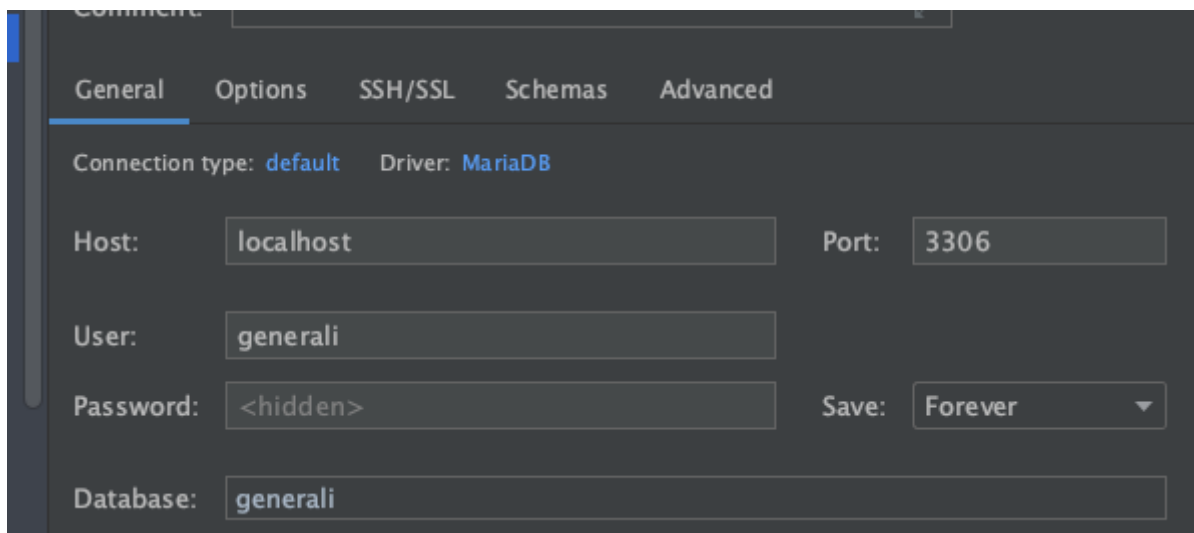 Comment:
General Options SSH/SSL Schemas Advanced
Connection type: default Driver: MariaDB
Host: localhost Port: 3306
User: generali
Password: <hidden> Save: Forever
Database: generali